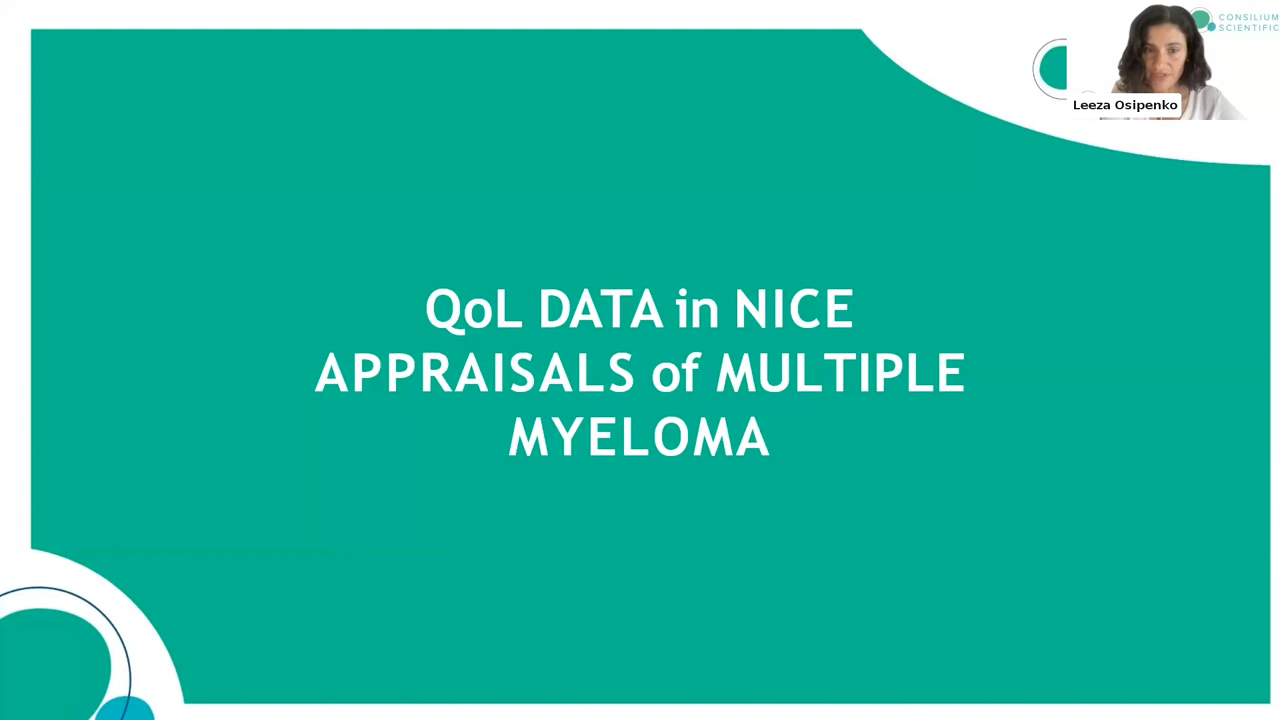 CONSILIUM
SCIENTIFIC
Leeza Osipenko
QoL DATA in NICE
APPRAISALS of MULTIPLE
MYELOMA